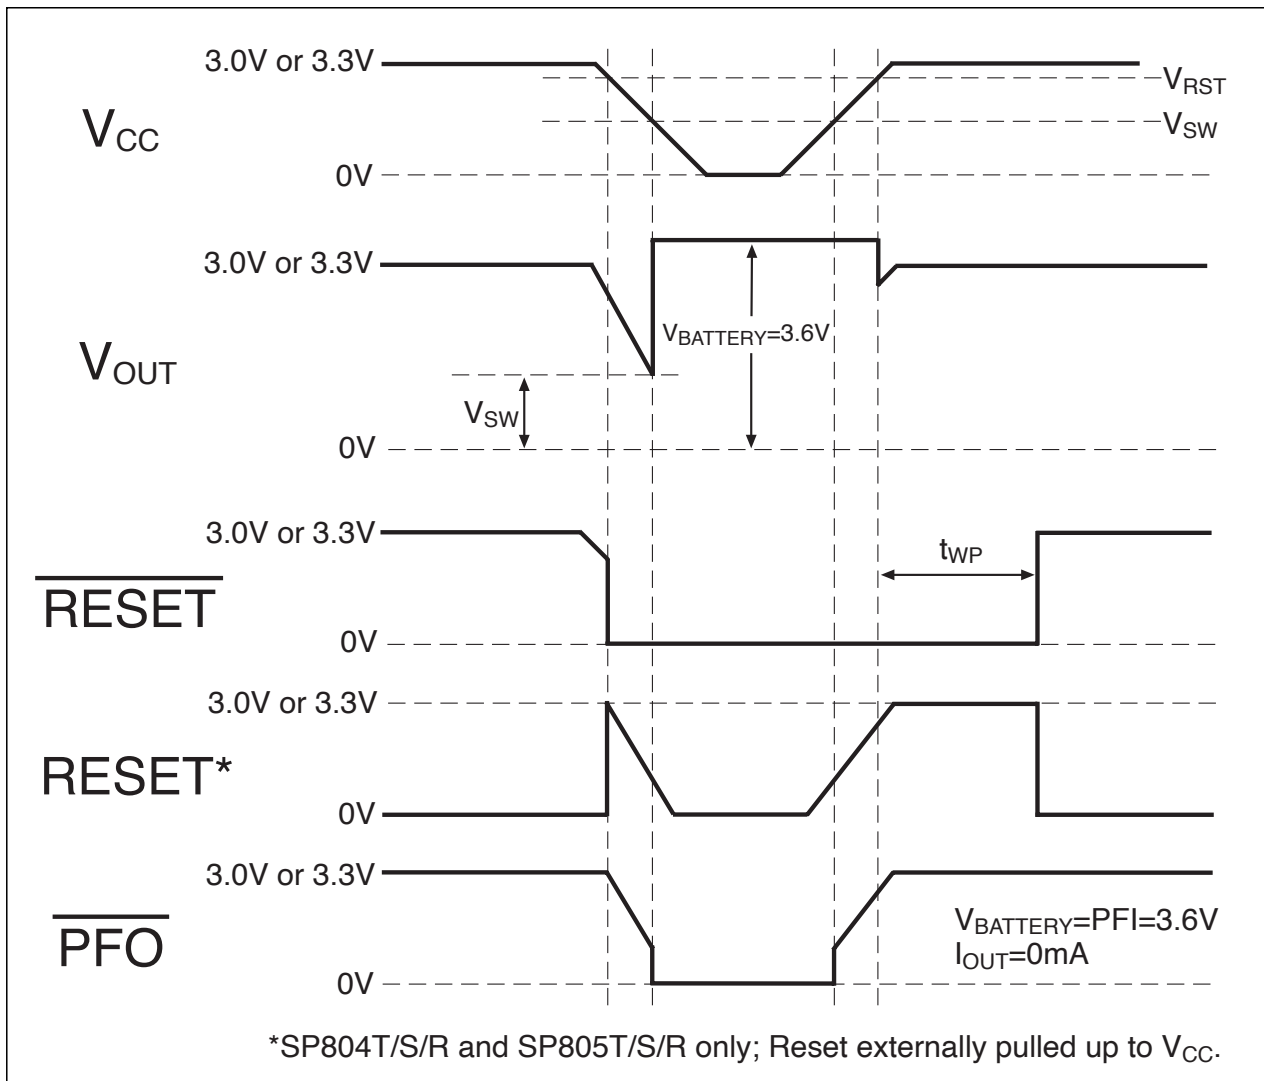 3.0V or 3.3V
VRST
VCC
VSW
0V
3.0V or 3.3V
VBATTERY=3.6V
VOUT
VSW
0V
3.0V or 3.3V
tWP
RESET
0V
3.0V or 3.3V
RESET*
0V
3.0V or 3.3V
VBATTERY=PFI=3.6V
PFO
IOUT=0mA
0V
*SP804T/S/R and SP805T/S/R only; Reset externally pulled up to VCC.